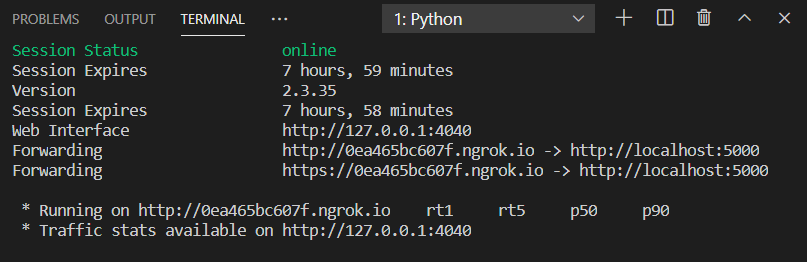 PROBLEMS OUTPUT TERMINAL ··· 1: Python
Session Status online
Session Expires 7 hours, 59 minutes
Version 2.3.35
Session Expires 7 hours, 58 minutes
Web Interface http://127.0.0.1:4040
Forwarding http://0ea465bc607f.ngrok.io -> http://localhost:5000
Forwarding https://0ea465bc607f.ngrok.io -> http://localhost:5000
* Running on http://0ea465bc607f.ngrok.io rt1 rt5 p50 p90
* Traffic stats available on http://127.0.0.1:4040